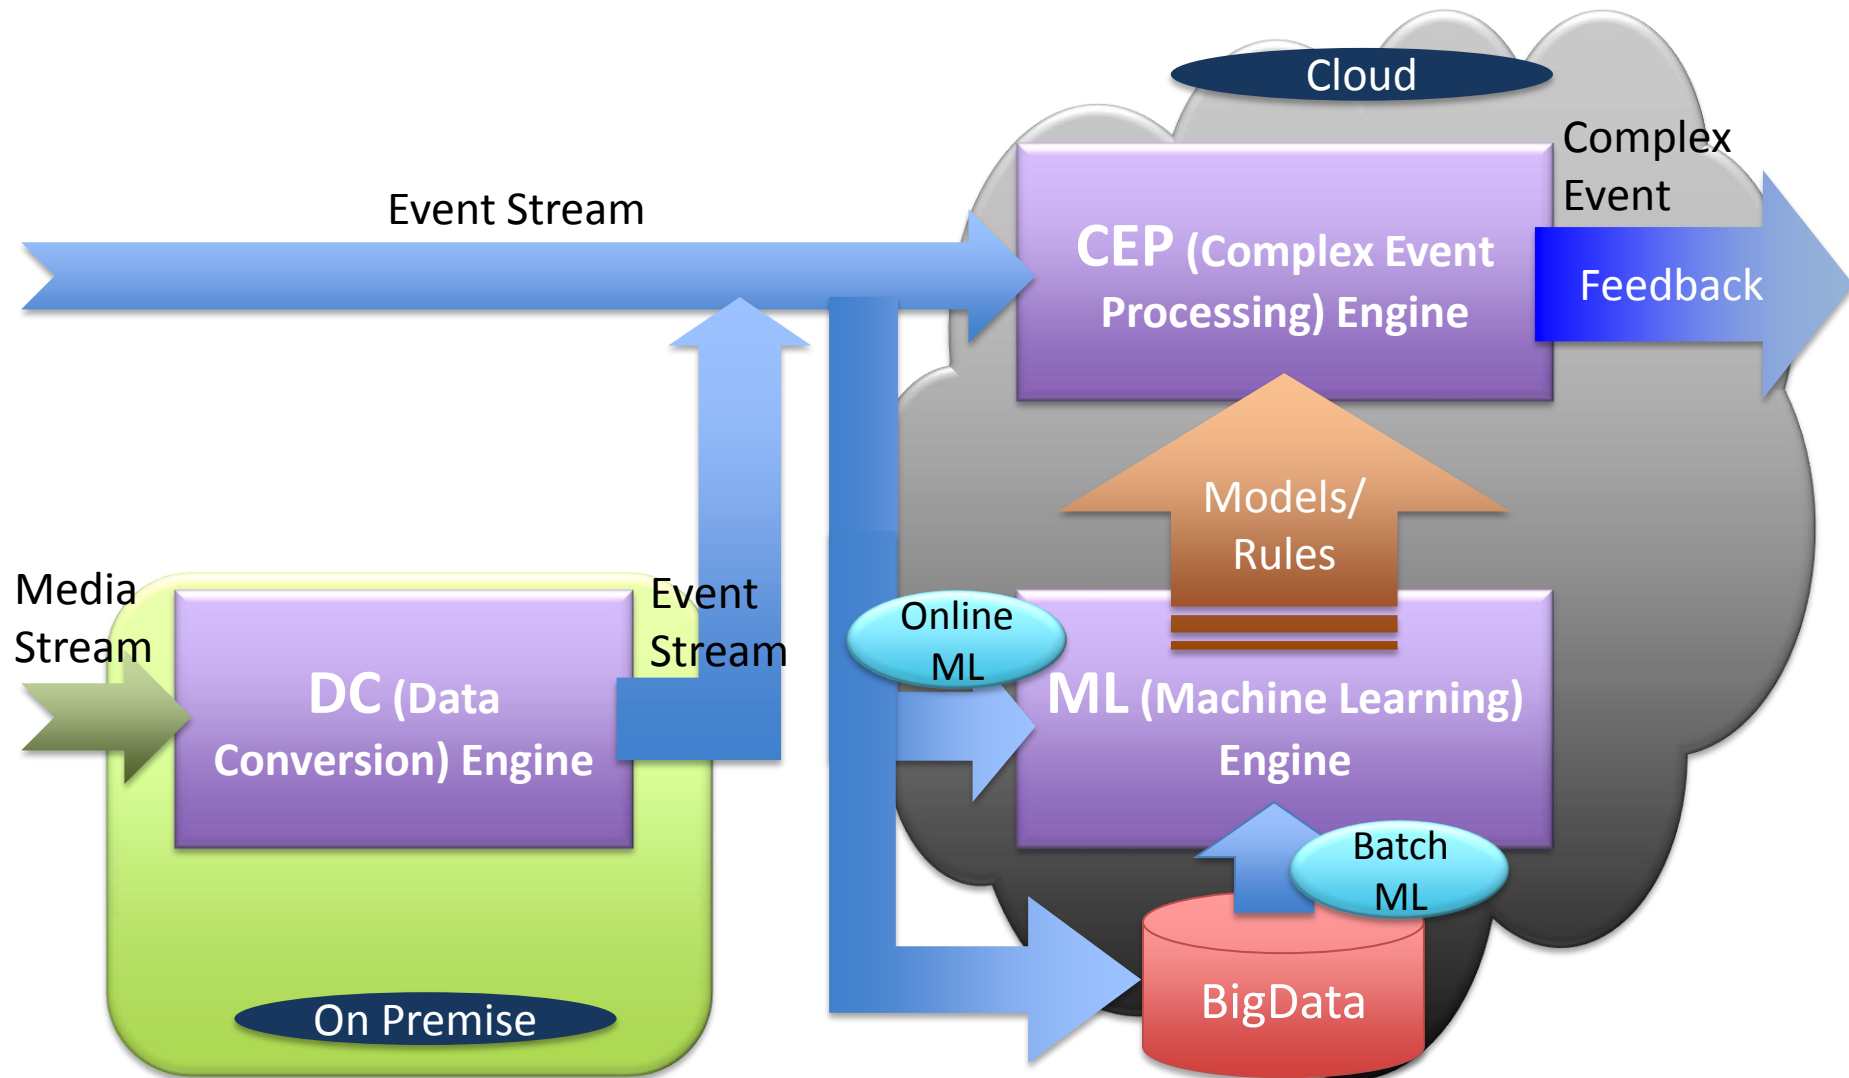 Cloud
Complex
Event
Event Stream
CEP (Complex Event
Processing) Engine
Feedback
Models/
Rules
Media
Stream
Event
Stream
Online
ML
DC (Data
Conversion) Engine
ML (Machine Learning)
Engine
Batch
ML
BigData
On Premise